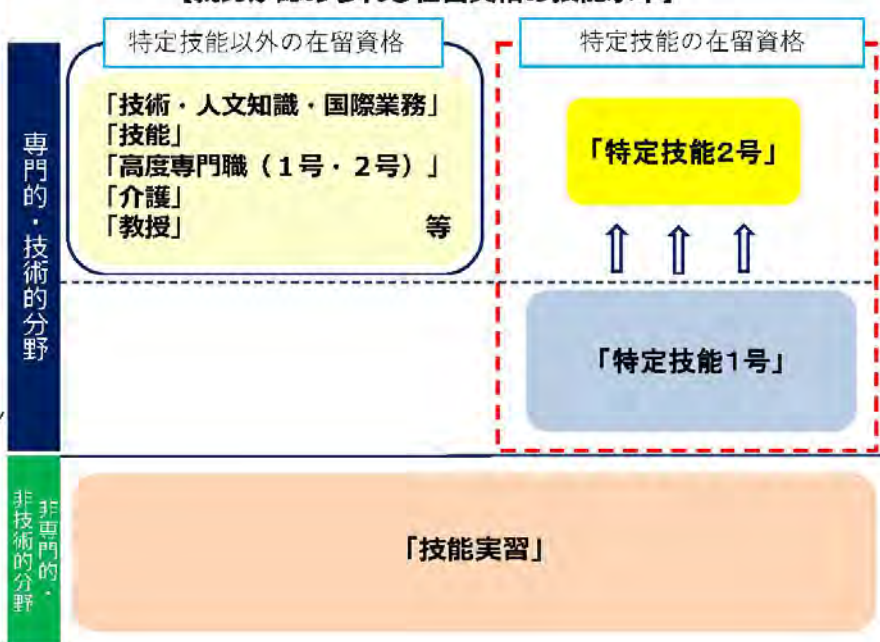 特定技能以外の在留資格
特定技能の在留資格
専門的・技術的分野
「技術・人文知識・国際業務」
「技能」
「高度専門職（1号・2号）」
「介護」
「教授」 等
「特定技能2号」
「特定技能1号」
非専門的・
非技術的分野
「技能実習」